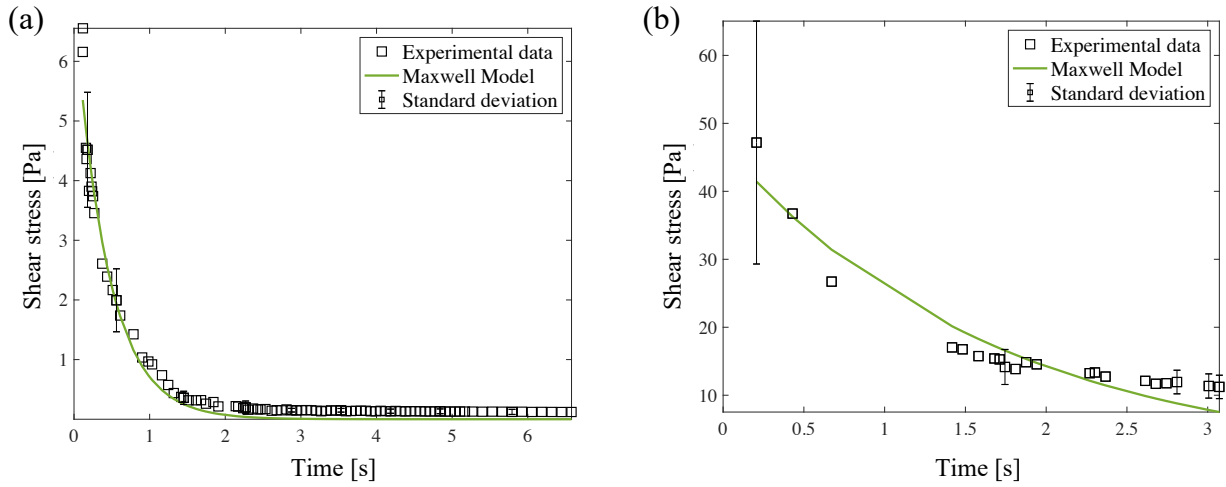 (a)
Shear stress [Pa]
6
5
4
3
2
1
0
1
2
3
4
5
6
Time [s]
Experimental data
Maxwell Model
Standard deviation
(b)
Shear stress [Pa]
60
50
40
30
20
10
0
0.5
1
1.5
2
2.5
3
Time [s]
Experimental data
Maxwell Model
Standard deviation